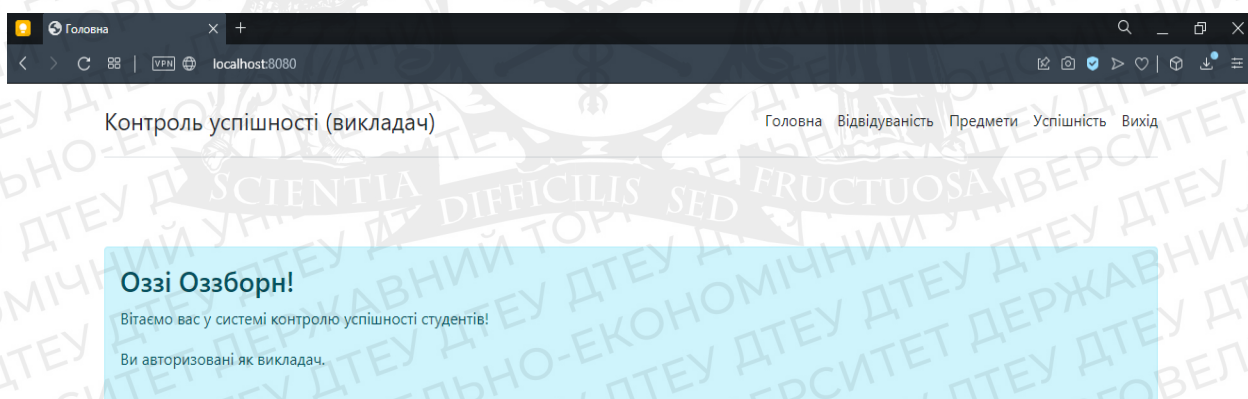 Головна
VPN localhost:8080
Контроль успішності (викладач)
Головна Відвідуваність Предмети Успішність Вихід
SCIENTIA DIFFICILIS SED FRUCTUOSA
Оззі Оззборн!
Вітаємо вас у системі контролю успішності студентів!
Ви авторизовані як викладач.